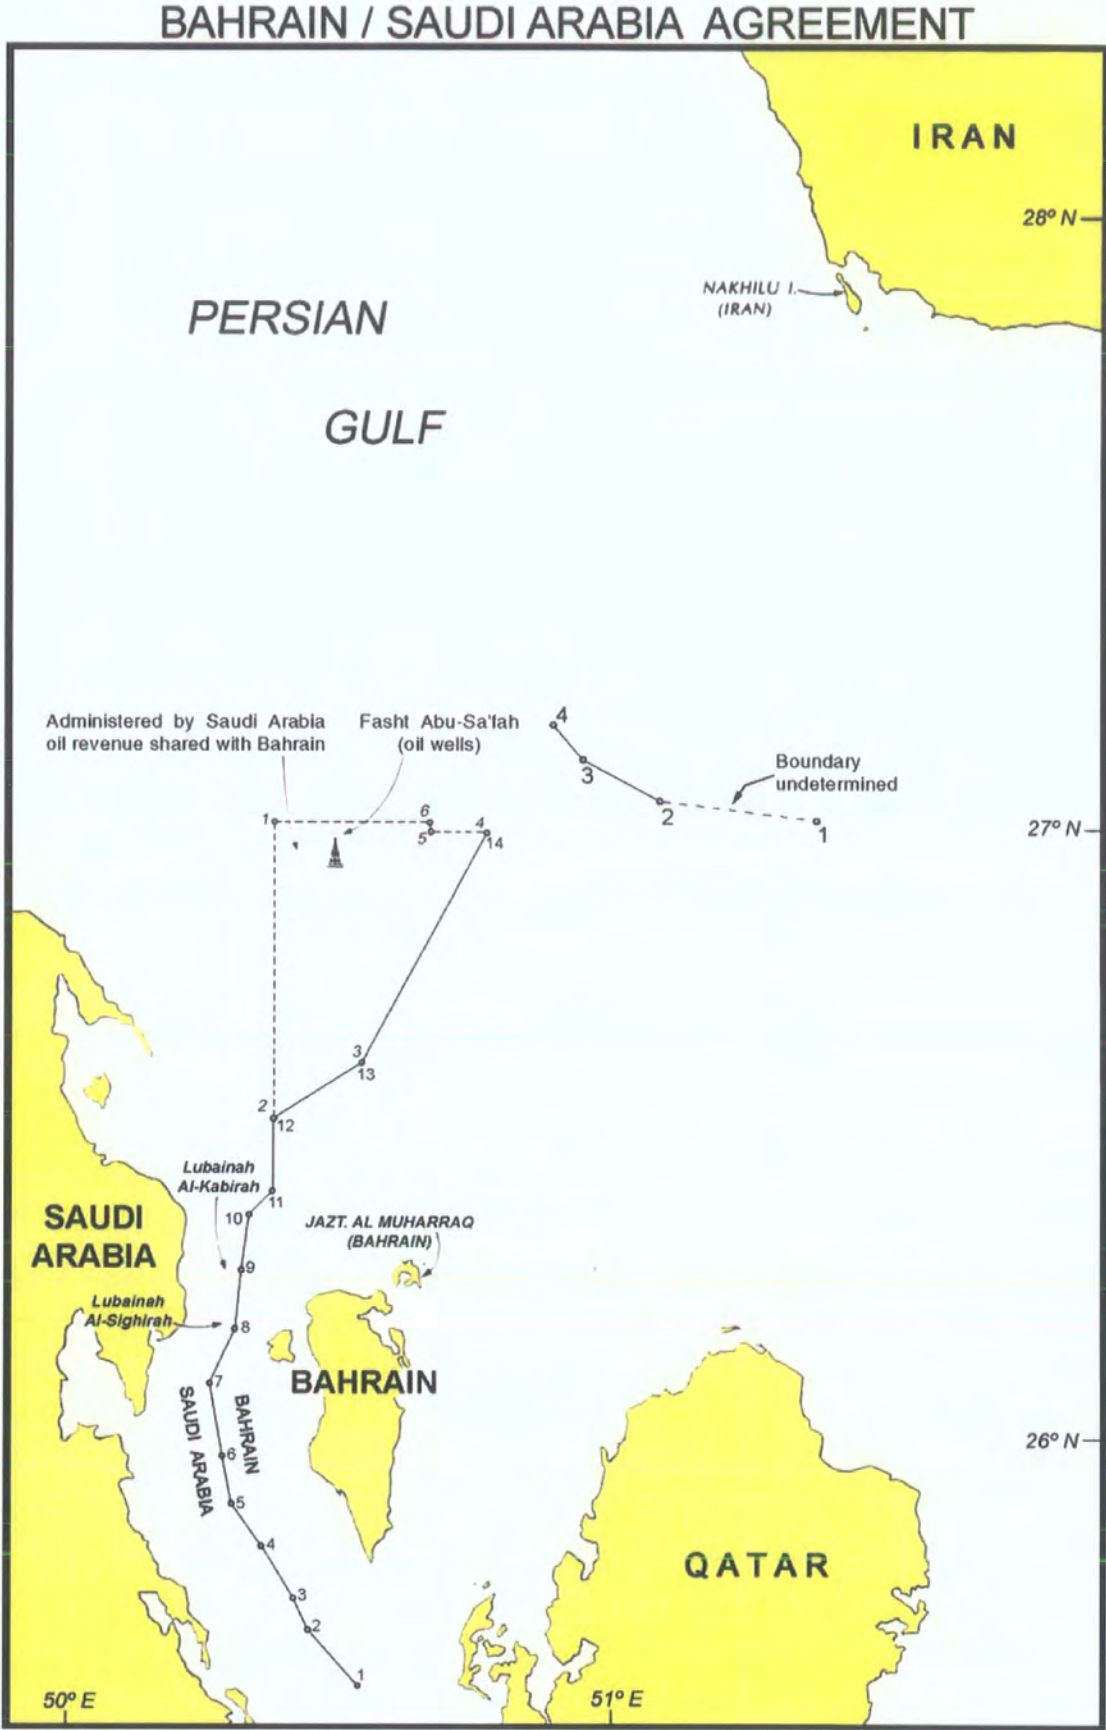 BAHRAIN / SAUDI ARABIA AGREEMENT
IRAN
28° N
NAKHILU I.
(IRAN)
PERSIAN
GULF
4
3
2
1
Boundary
undetermined
Administered by Saudi Arabia
oil revenue shared with Bahrain
Fasht Abu-Sa'fah
(oil wells)
1
6
5
4
14
27° N
3
13
2
12
Lubainah
Al-Kabirah
11
10
SAUDI
ARABIA
JAZT. AL MUHARRAQ
(BAHRAIN)
9
Lubainah
Al-Sighirah
8
BAHRAIN
7
BAHRAIN
SAUDI ARABIA
6
26° N
5
4
QATAR
3
2
1
50° E
51° E